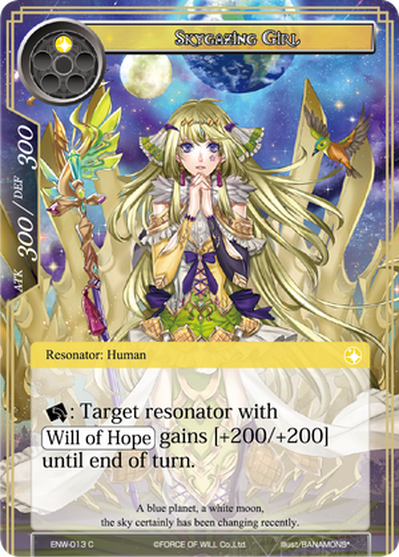 Skygazing Girl
ATK 300 / DEF 300
Resonator: Human
: Target resonator with
Will of Hope gains [+200/+200]
until end of turn.
A blue planet, a white moon,
the sky certainly has been changing recently.
ENW-013 C ©FORCE OF WILL Co.,Ltd. Illust/BANAMONS*